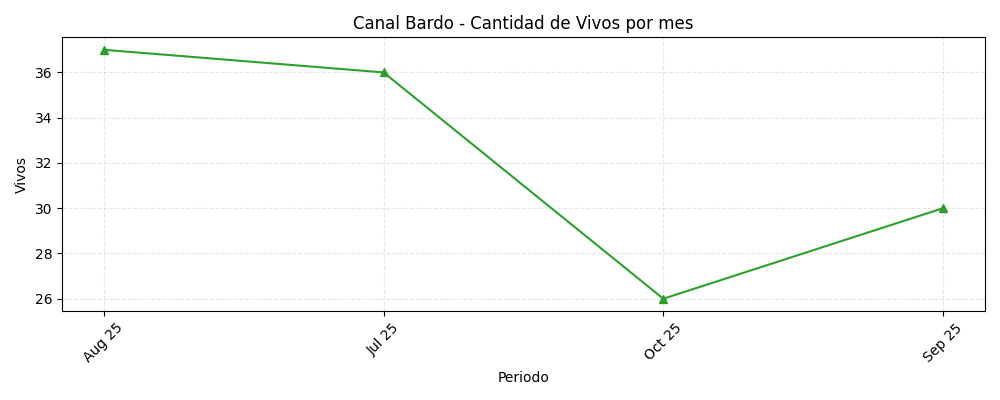 Canal Bardo - Cantidad de Vivos por mes
Vivos
36
34
32
30
28
26
Aug 25
Jul 25
Oct 25
Sep 25
Periodo